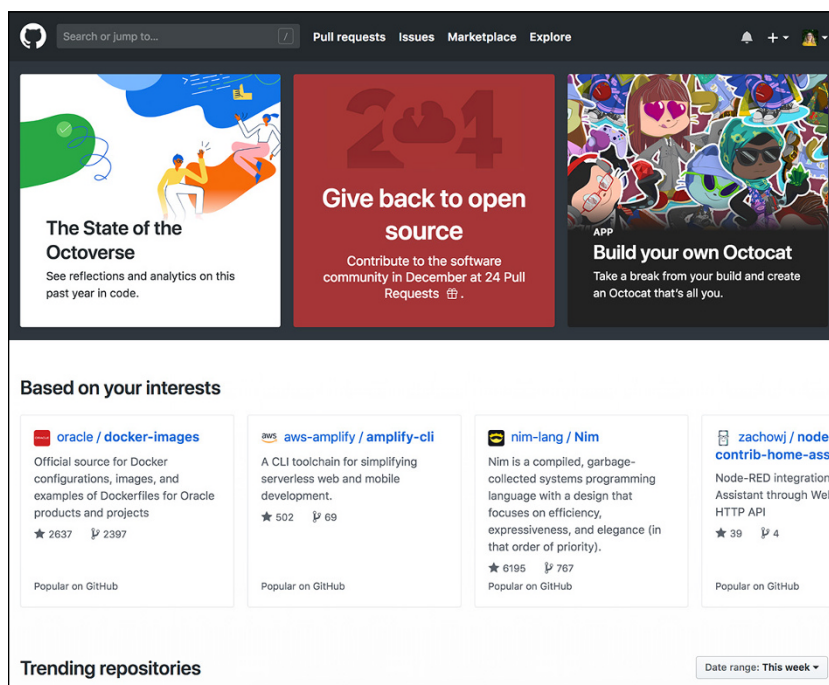 Search or jump to... /
Pull requests Issues Marketplace Explore
The State of the
Octoverse
See reflections and analytics on this
past year in code.
24
Give back to open
source
Contribute to the software
community in December at 24 Pull
Requests
.
APP
Build your own Octocat
Take a break from your build and create
an Octocat that's all you.
Based on your interests
oracle / docker-images
Official source for Docker
configurations, images, and
examples of Dockerfiles for Oracle
products and projects
2637 2397
Popular on GitHub
aws
aws-amplify / amplify-cli
A CLI toolchain for simplifying
serverless web and mobile
development.
502 69
Popular on GitHub
nim-lang / Nim
Nim is a compiled, garbage-
collected systems programming
language with a design that
focuses on efficiency,
expressiveness, and elegance (in
that order of priority).
6195 767
Popular on GitHub
zachowj / node
contrib-home-ass
Node-RED integration
Assistant through Wel
HTTP API
39 4
Popular on GitHub
Trending repositories
Date range: This week